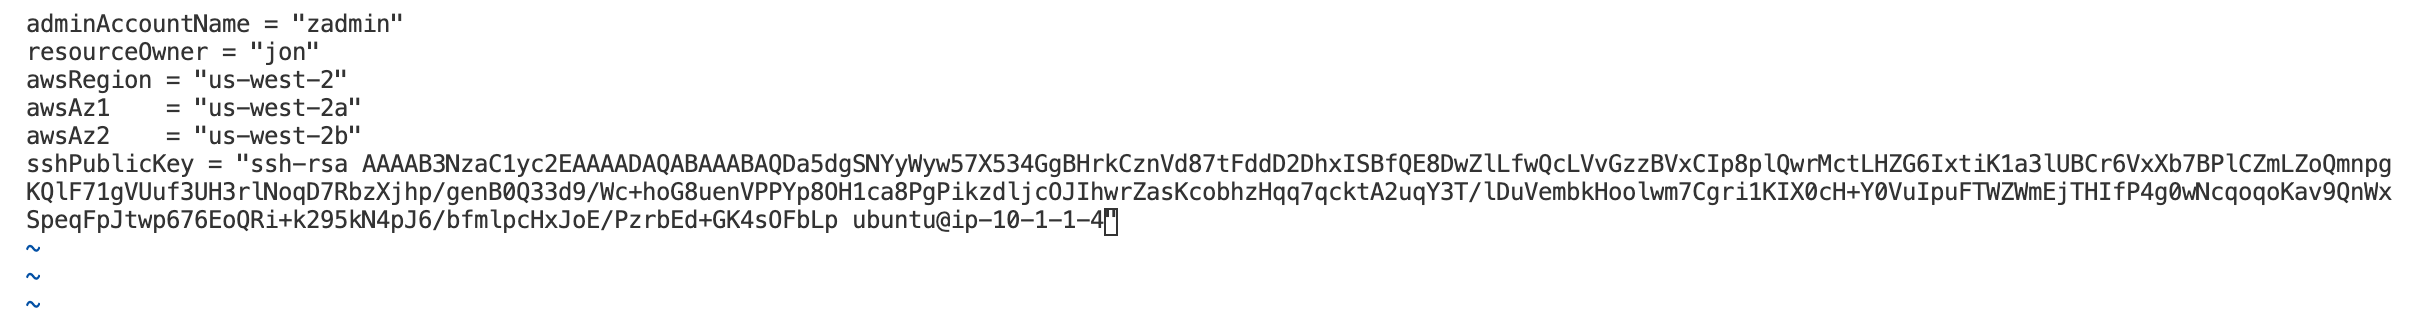 adminAccountName = "zadmin"
resourceOwner = "jon"
awsRegion = "us-west-2"
awsAz1    = "us-west-2a"
awsAz2    = "us-west-2b"
sshPublicKey = "ssh-rsa AAAAB3NzaC1yc2EAAAADAQABAAABAQDa5dgSNYyWyw57X534GgBHrkCznVd87tFddD2DhxISBfQE8DwZlLfwQcLVvGzzBVxCIp8plQwrMctLHZG6IxtiK1a3lUBCr6VxXb7BPlCZmLZoQmnpg
KQlF71gVUuf3UH3rlNoqD7RbzXjhp/genB0Q33d9/Wc+hoG8uenVPPYp8OH1ca8PgPikzdljcOJIhwrZasKcobhzHqq7qcktA2uqY3T/lDuVembkHoolwm7Cgri1KIX0cH+Y0VuIpuFTWZWmEjTHIfP4g0wNcqoqoKav9QnWx
SpeqFpJtwp676EoQRi+k295kN4pJ6/bfmlpcHxJoE/PzrbEd+GK4sOFbLp ubuntu@ip-10-1-1-4"
~
~
~